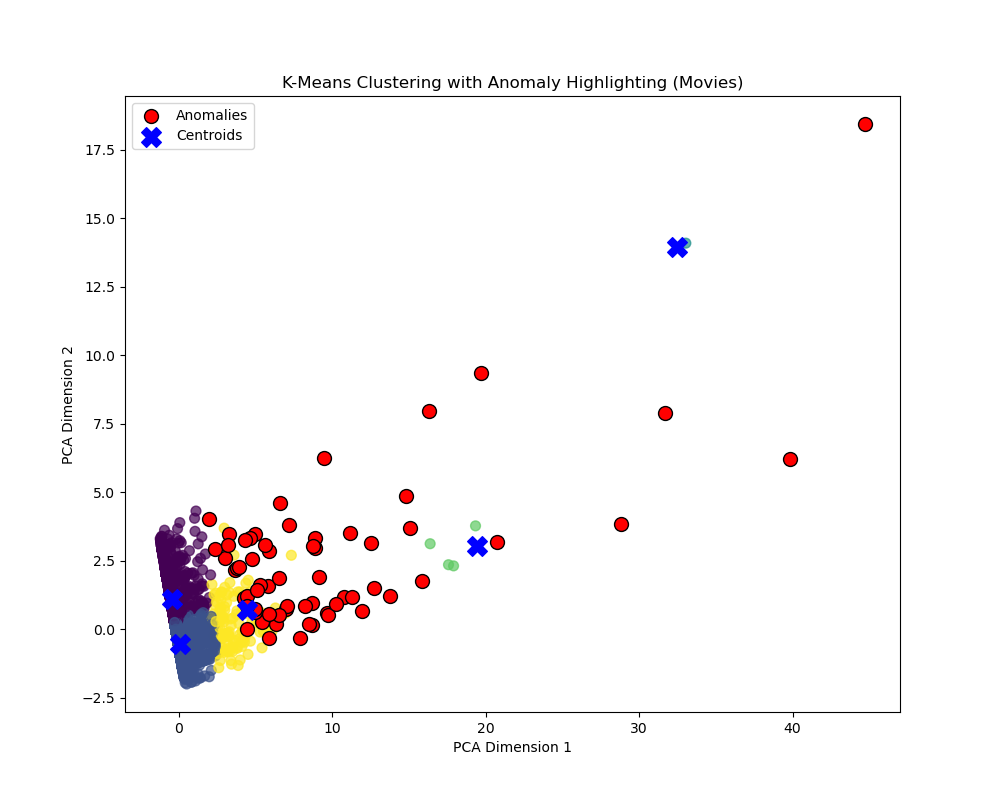 K-Means Clustering with Anomaly Highlighting (Movies)
Anomalies
Centroids
17.5
15.0
12.5
10.0
7.5
5.0
2.5
0.0
−2.5
PCA Dimension 2
0
10
20
30
40
PCA Dimension 1